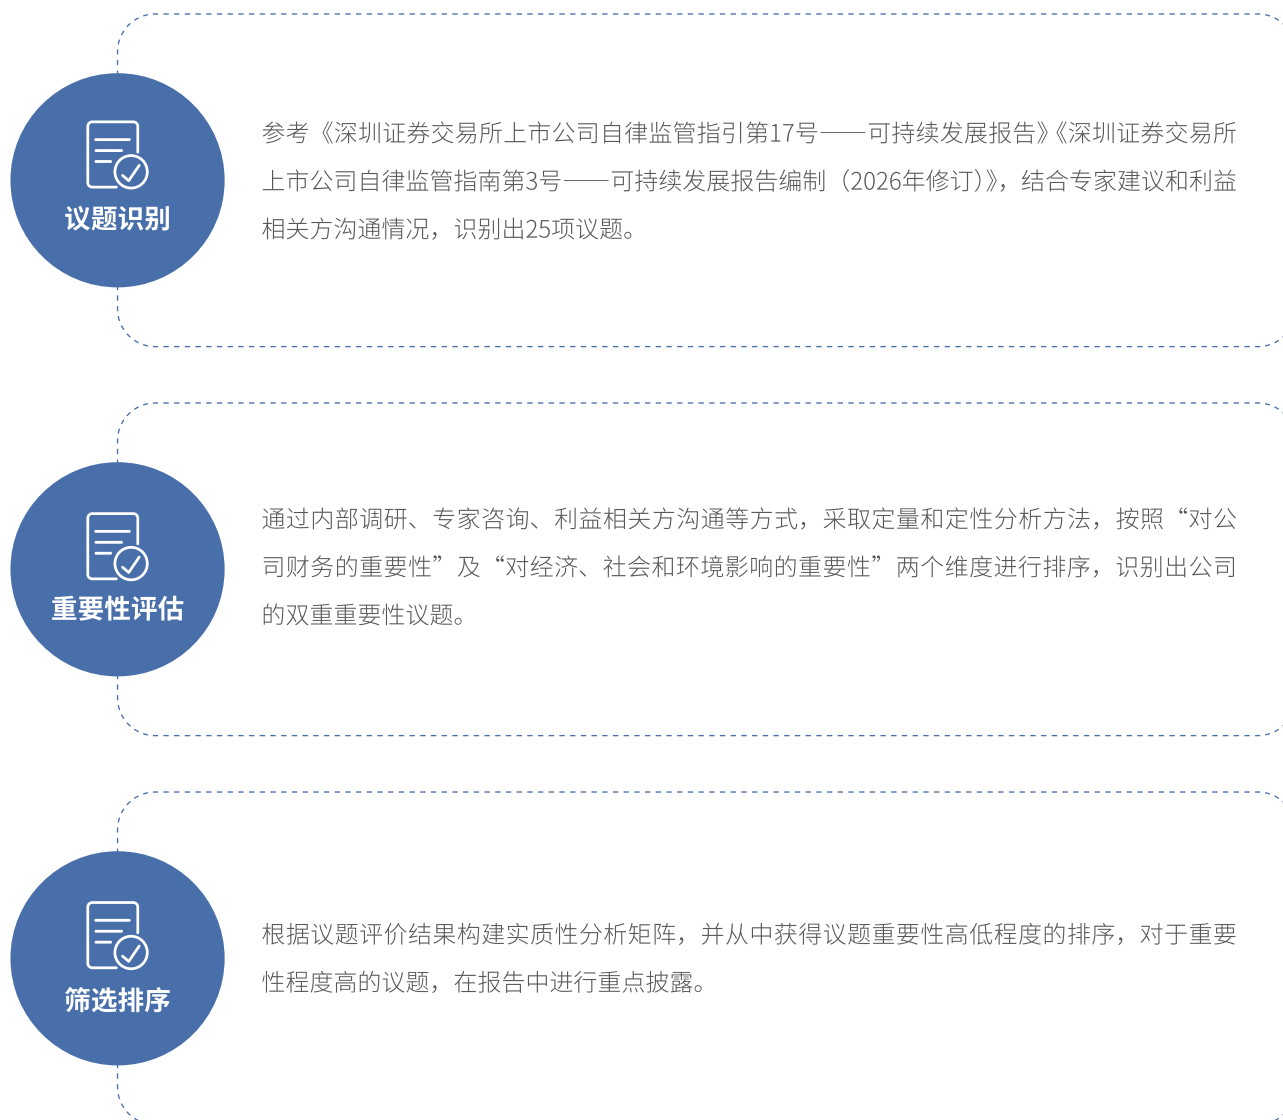 议题识别
参考《深圳证券交易所上市公司自律监管指引第17号——可持续发展报告》《深圳证券交易所
上市公司自律监管指南第3号——可持续发展报告编制（2026年修订）》，结合专家建议和利益
相关方沟通情况，识别出25项议题。
重要性评估
通过内部调研、专家咨询、利益相关方沟通等方式，采取定量和定性分析方法，按照“对公
司财务的重要性”及“对经济、社会和环境影响的重要性”两个维度进行排序，识别出公司
的双重重要性议题。
筛选排序
根据议题评价结果构建实质性分析矩阵，并从中获得议题重要性高低程度的排序，对于重要
性程度高的议题，在报告中进行重点披露。